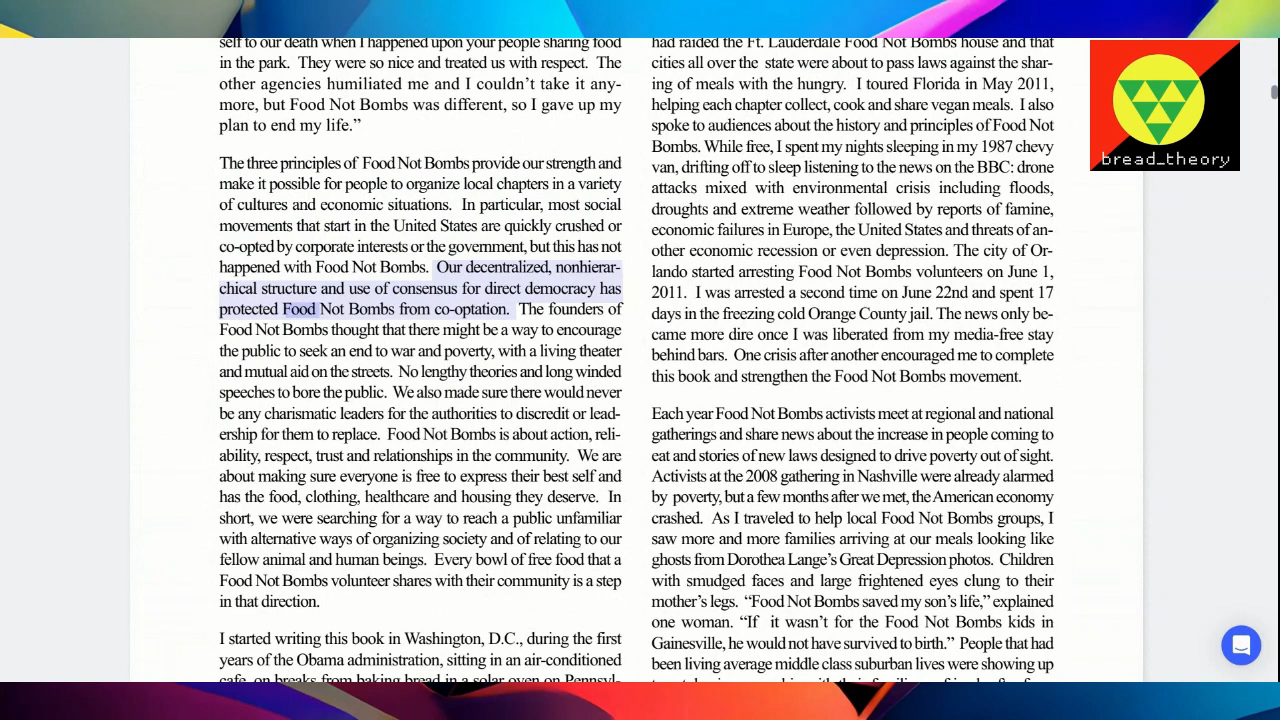 self to our death when I happened upon your people sharing food
in the park. They were so nice and treated us with respect. The
other agencies humiliated me and I couldn't take it any-
more, but Food Not Bombs was different, so I gave up my
plan to end my life.”
The three principles of Food Not Bombs provide our strength and
make it possible for people to organize local chapters in a variety
of cultures and economic situations. In particular, most social
movements that start in the United States are quickly crushed or
co-opted by corporate interests or the government, but this has not
happened with Food Not Bombs. Our decentralized, nonhierar-
chical structure and use of consensus for direct democracy has
protected Food Not Bombs from co-optation. The founders of
Food Not Bombs thought that there might be a way to encourage
the public to seek an end to war and poverty, with a living theater
and mutual aid on the streets. No lengthy theories and long winded
speeches to bore the public. We also made sure there would never
be any charismatic leaders for the authorities to discredit or lead-
ership for them to replace. Food Not Bombs is about action, reli-
ability, respect, trust and relationships in the community. We are
about making sure everyone is free to express their best self and
has the food, clothing, healthcare and housing they deserve. In
short, we were searching for a way to reach a public unfamiliar
with alternative ways of organizing society and of relating to our
fellow animal and human beings. Every bowl of free food that a
Food Not Bombs volunteer shares with their community is a step
in that direction.
I started writing this book in Washington, D.C., during the first
years of the Obama administration, sitting in an air-conditioned
cafe, on breaks from baking bread in a solar oven on Pennsyl-
had raided the Ft. Lauderdale Food Not Bombs house and that
cities all over the state were about to pass laws against the shar-
ing of meals with the hungry. I toured Florida in May 2011,
helping each chapter collect, cook and share vegan meals. I also
spoke to audiences about the history and principles of Food Not
Bombs. While free, I spent my nights sleeping in my 1987 chevy
van, drifting off to sleep listening to the news on the BBC: drone
attacks mixed with environmental crisis including floods,
droughts and extreme weather followed by reports of famine,
economic failures in Europe, the United States and threats of an-
other economic recession or even depression. The city of Or-
lando started arresting Food Not Bombs volunteers on June 1,
2011. I was arrested a second time on June 22nd and spent 17
days in the freezing cold Orange County jail. The news only be-
came more dire once I was liberated from my media-free stay
behind bars. One crisis after another encouraged me to complete
this book and strengthen the Food Not Bombs movement.
Each year Food Not Bombs activists meet at regional and national
gatherings and share news about the increase in people coming to
eat and stories of new laws designed to drive poverty out of sight.
Activists at the 2008 gathering in Nashville were already alarmed
by poverty, but a few months after we met, the American economy
crashed. As I traveled to help local Food Not Bombs groups, I
saw more and more families arriving at our meals looking like
ghosts from Dorothea Lange's Great Depression photos. Children
with smudged faces and large frightened eyes clung to their
mother's legs. “Food Not Bombs saved my son's life,” explained
one woman. “If it wasn't for the Food Not Bombs kids in
Gainesville, he would not have survived to birth.” People that had
been living average middle class suburban lives were showing up
bread_theory